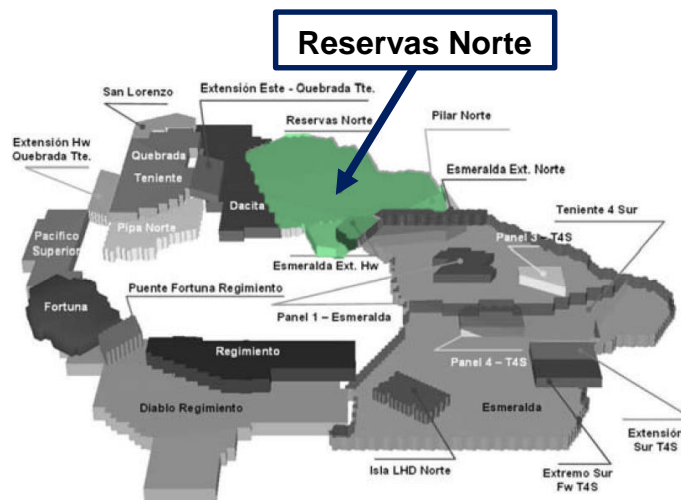 Reservas Norte
San Lorenzo
Extensión Este - Quebrada Tte.
Reservas Norte
Pilar Norte
Extensión Hw
Quebrada Tte.
Quebrada
Teniente
Esmeralda Ext. Norte
Dacita
Teniente 4 Sur
Pipa Norte
Pacífico
Superior
Panel 3 – T4S
Esmeralda Ext. Hw
Puente Fortuna Regimiento
Fortuna
Panel 1 – Esmeralda
Regimiento
Panel 4 – T4S
Diablo Regimiento
Esmeralda
Isla LHD Norte
Extensión
Sur T4S
Extremo Sur
Fw T4S